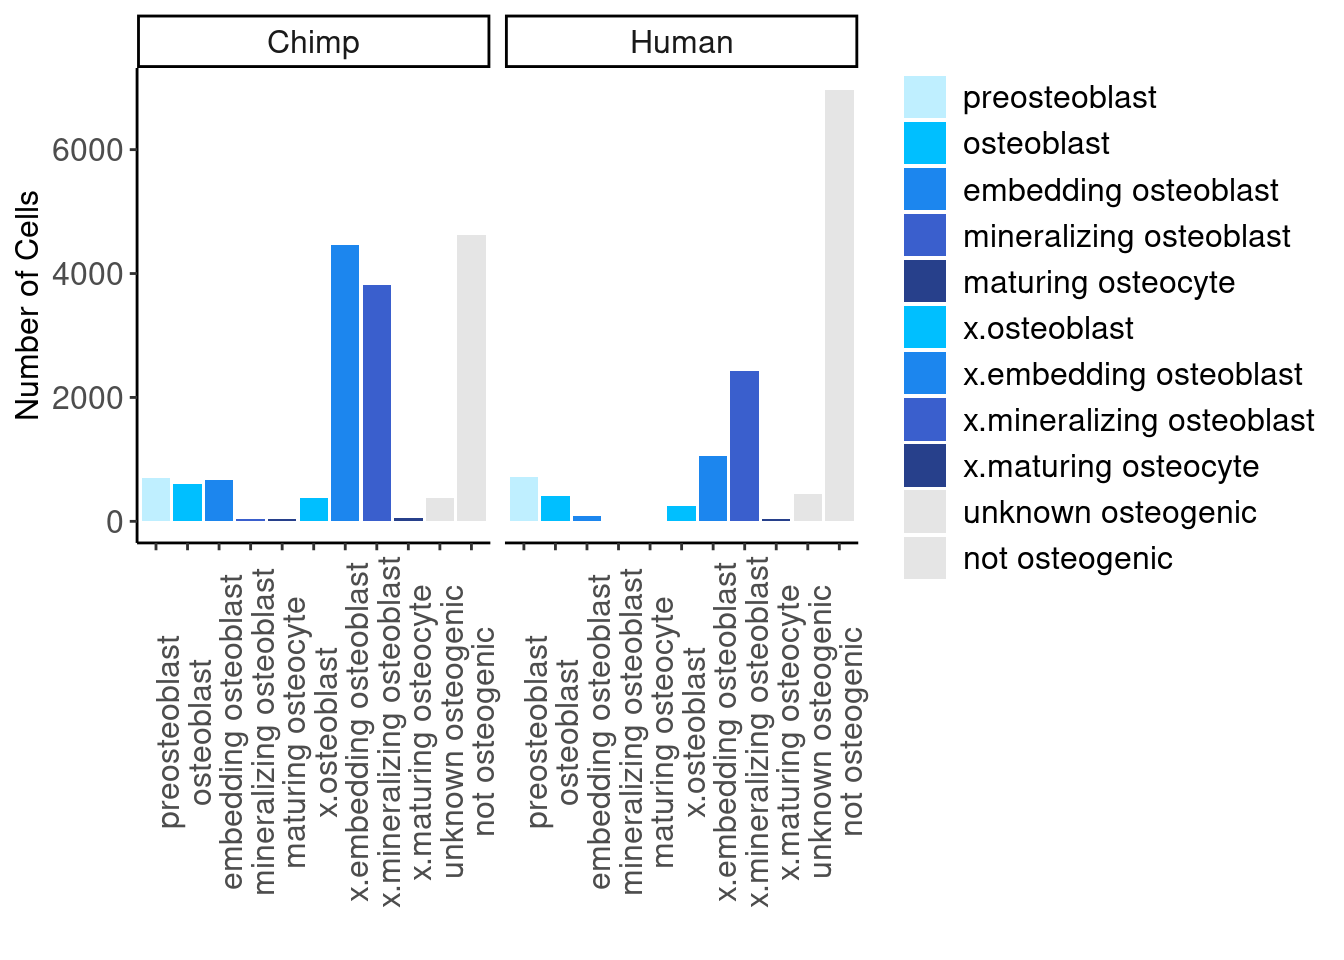 Chimp
Human
Number of Cells
6000
4000
2000
0
preosteoblast
osteoblast
embedding osteoblast
mineralizing osteoblast
maturing osteocyte
x.osteoblast
x.embedding osteoblast
x.mineralizing osteoblast
x.maturing osteocyte
unknown osteogenic
not osteogenic
preosteoblast
osteoblast
embedding osteoblast
mineralizing osteoblast
maturing osteocyte
x.osteoblast
x.embedding osteoblast
x.mineralizing osteoblast
x.maturing osteocyte
unknown osteogenic
not osteogenic
preosteoblast
osteoblast
embedding osteoblast
mineralizing osteoblast
maturing osteocyte
x.osteoblast
x.embedding osteoblast
x.mineralizing osteoblast
x.maturing osteocyte
unknown osteogenic
not osteogenic